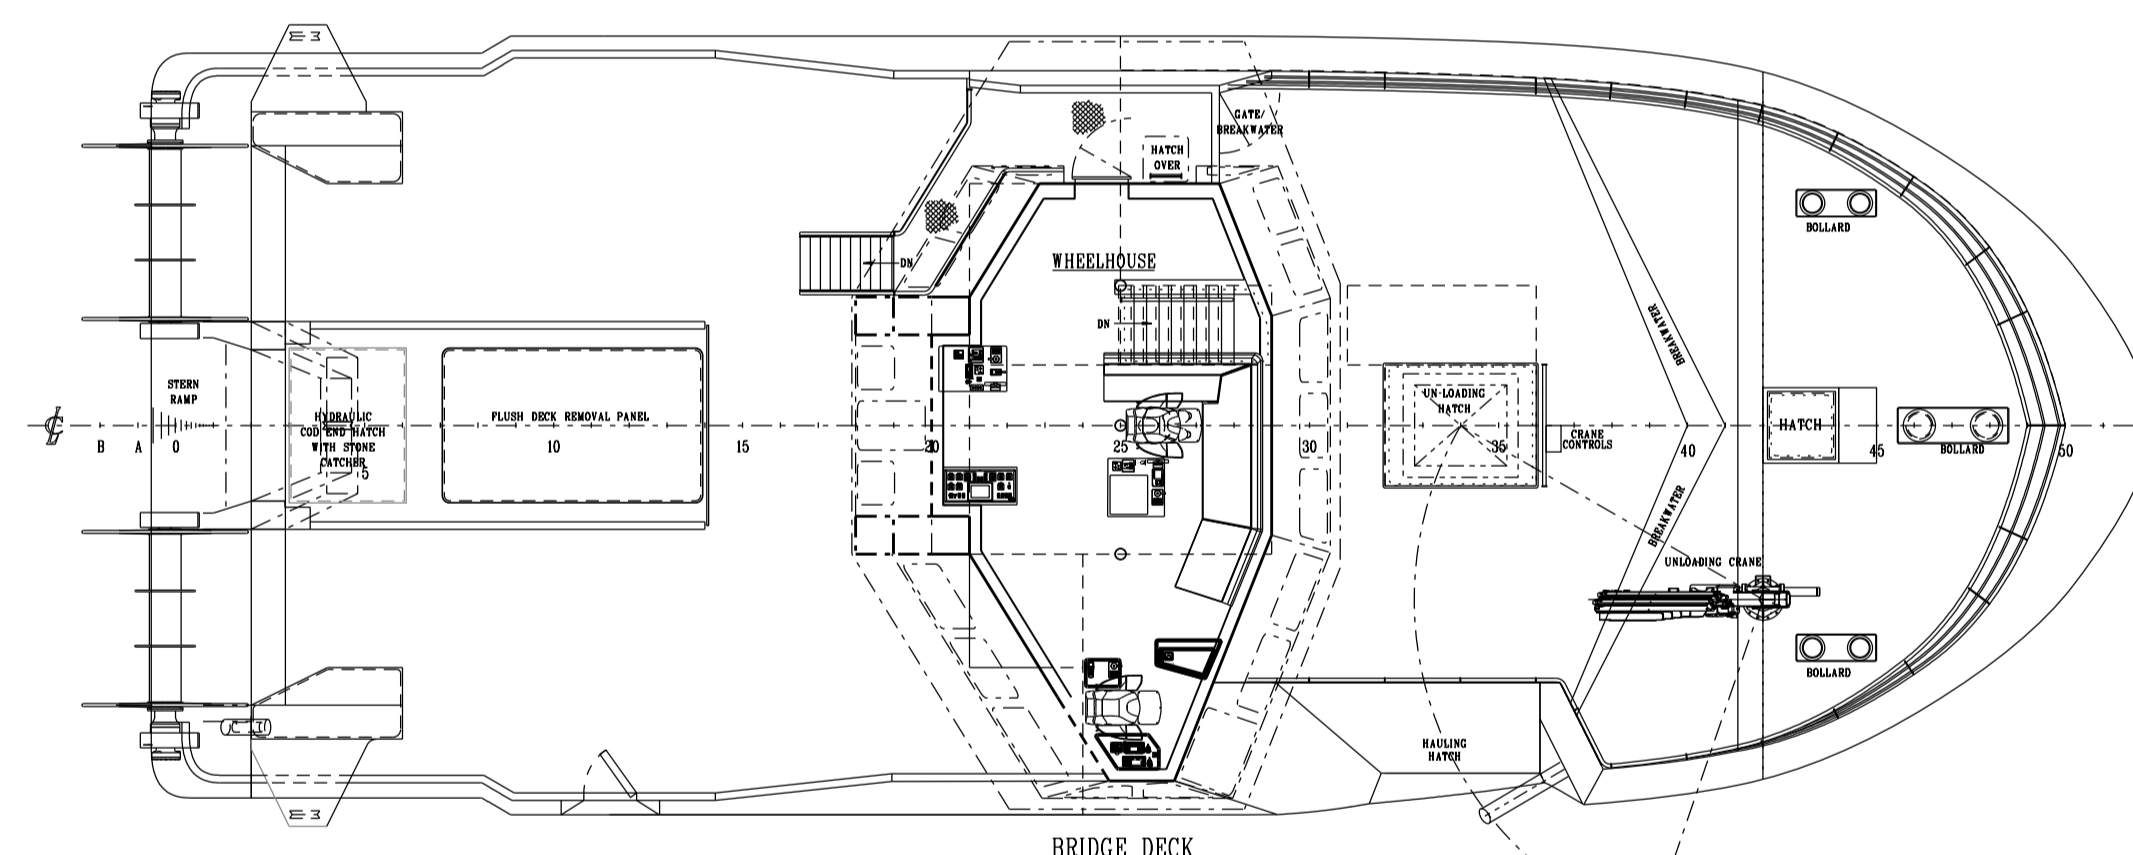 GATE/
BREAKWATER
HATCH
OVER
BOLLARD
DN
WHEELHOUSE
DN
BREAKWATER
STERN
RAMP
HYDRAULIC
COD END HATCH
WITH STONE
CATCHER
FLUSH DECK REMOVAL PANEL
UN-LOADING
HATCH
CRANE
CONTROLS
HATCH
BOLLARD
B A 0 5 10 15 20 25 30 35 40 45 50
BREAKWATER
UNLOADING CRANE
BOLLARD
HAULING
HATCH
BRIDGE DECK